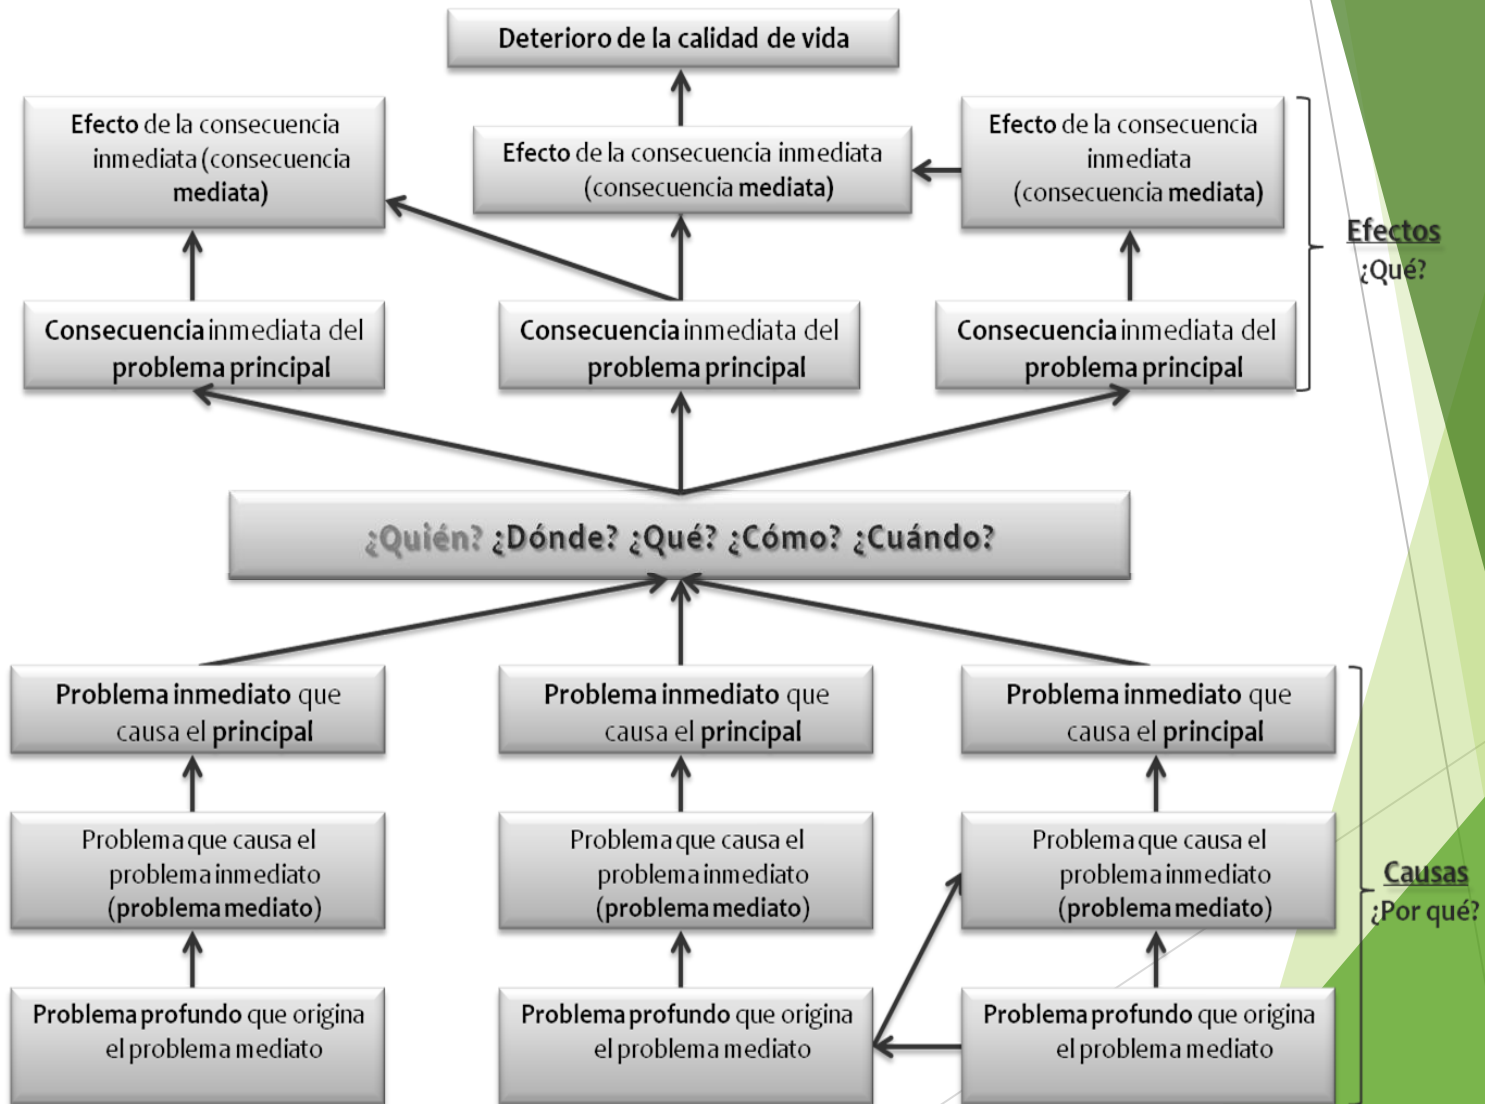 Deterioro de la calidad de vida
Efecto de la consecuencia
inmediata (consecuencia
mediata)
Efecto de la consecuencia inmediata
(consecuencia mediata)
Efecto de la consecuencia
inmediata
(consecuencia mediata)
Efectos
¿Qué?
Consecuencia inmediata del
problema principal
Consecuencia inmediata del
problema principal
Consecuencia inmediata del
problema principal
¿Quién? ¿Dónde? ¿Qué? ¿Cómo? ¿Cuándo?
Problema inmediato que
causa el principal
Problema inmediato que
causa el principal
Problema inmediato que
causa el principal
Problema que causa el
problema inmediato
(problema mediato)
Problema que causa el
problema inmediato
(problema mediato)
Problema que causa el
problema inmediato
(problema mediato)
Causas
¿Por qué?
Problema profundo que origina
el problema mediato
Problema profundo que origina
el problema mediato
Problema profundo que origina
el problema mediato